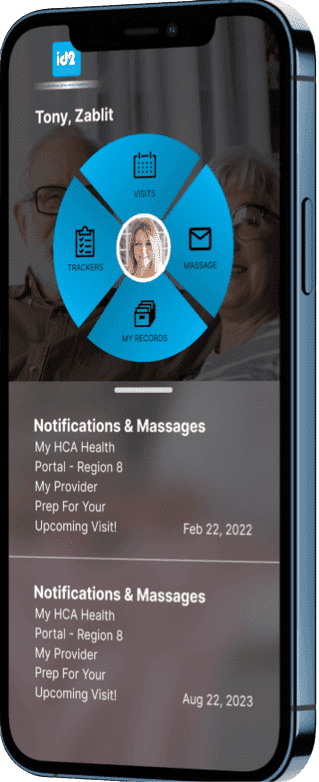 id2
Tony, Zablit
VISITS
TRACKERS
MASSAGE
MY RECORDS
Notifications & Massages
My HCA Health
Portal - Region 8
My Provider
Prep For Your
Upcoming Visit!
Feb 22, 2022
Notifications & Massages
My HCA Health
Portal - Region 8
My Provider
Prep For Your
Upcoming Visit!
Aug 22, 2023